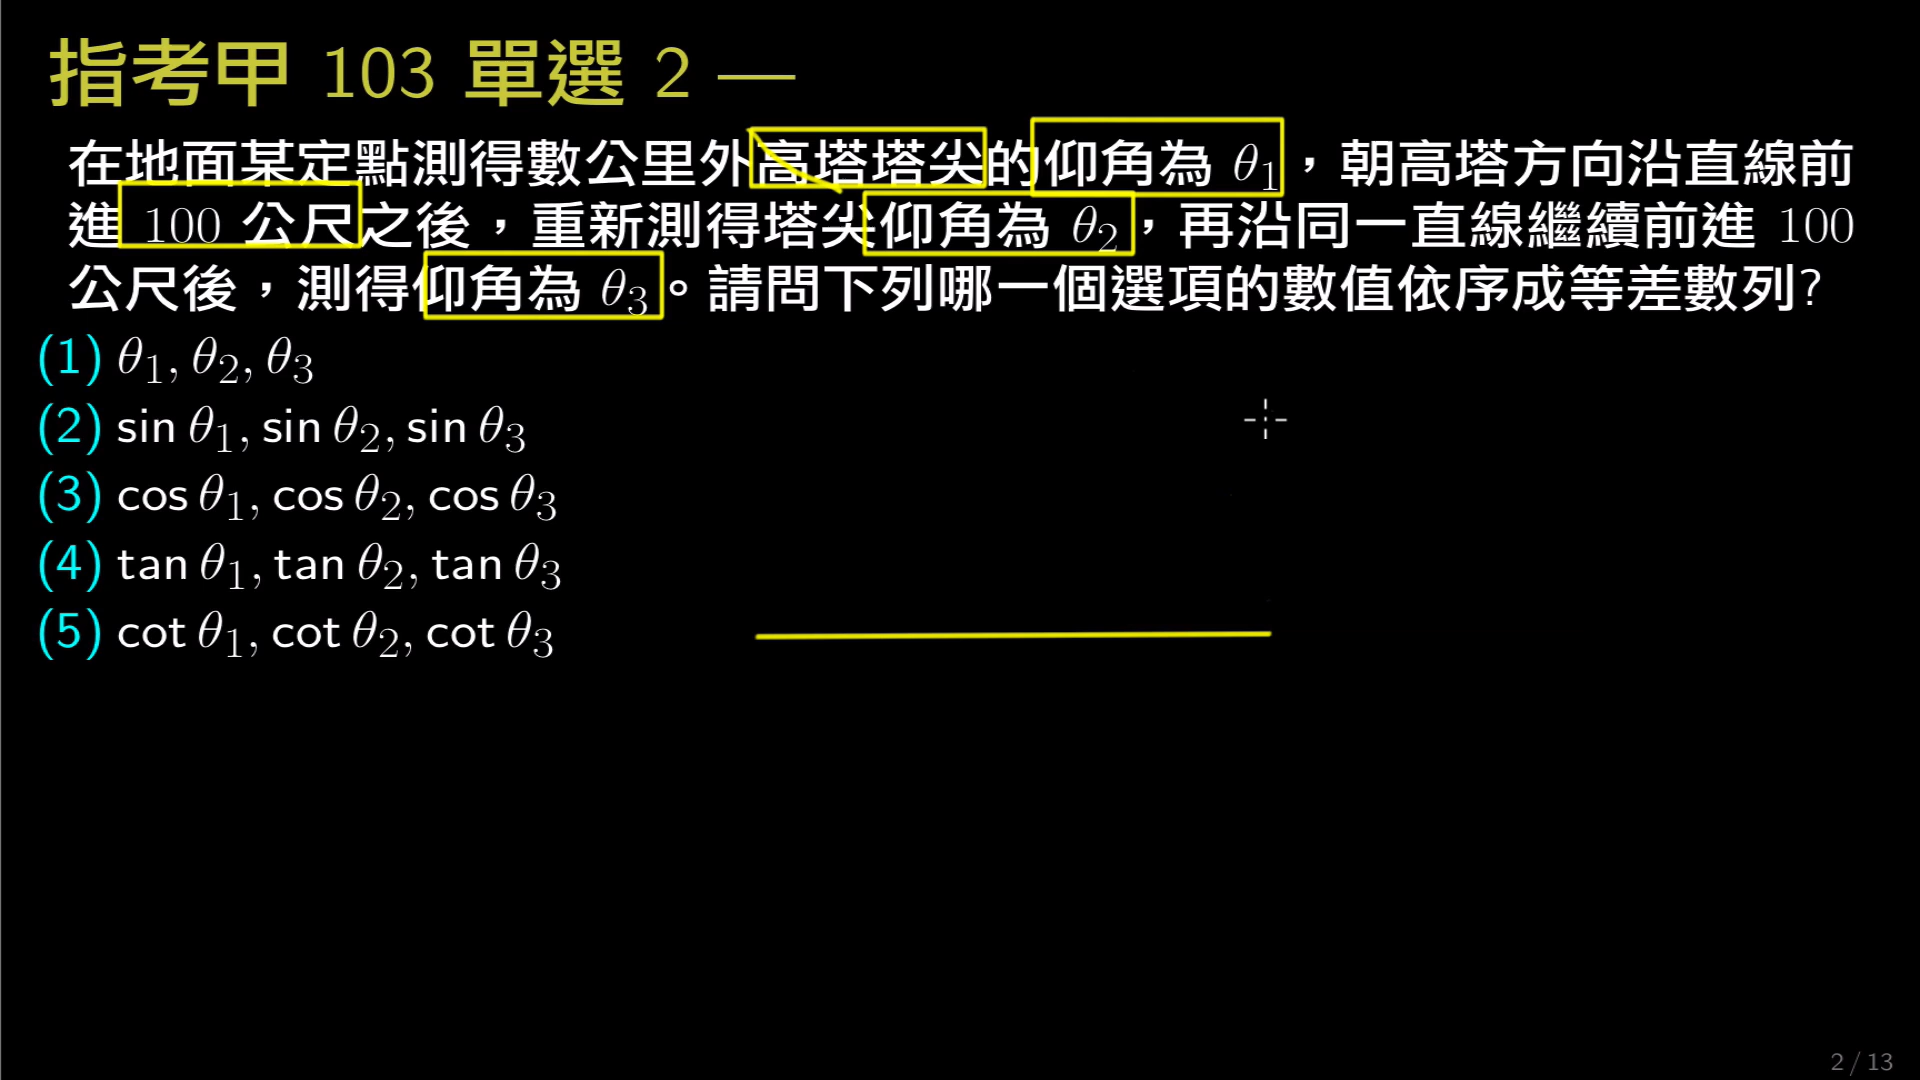 指考甲 103 單選 2 —
在地面某定點測得數公里外高塔塔尖的仰角為 θ₁，朝高塔方向沿直線前
進 100 公尺之後，重新測得塔尖仰角為 θ₂，再沿同一直線繼續前進 100
公尺後，測得仰角為 θ₃。請問下列哪一個選項的數值依序成等差數列?
(1) θ₁, θ₂, θ₃
(2) sin θ₁, sin θ₂, sin θ₃
(3) cos θ₁, cos θ₂, cos θ₃
(4) tan θ₁, tan θ₂, tan θ₃
(5) cot θ₁, cot θ₂, cot θ₃
2 / 13